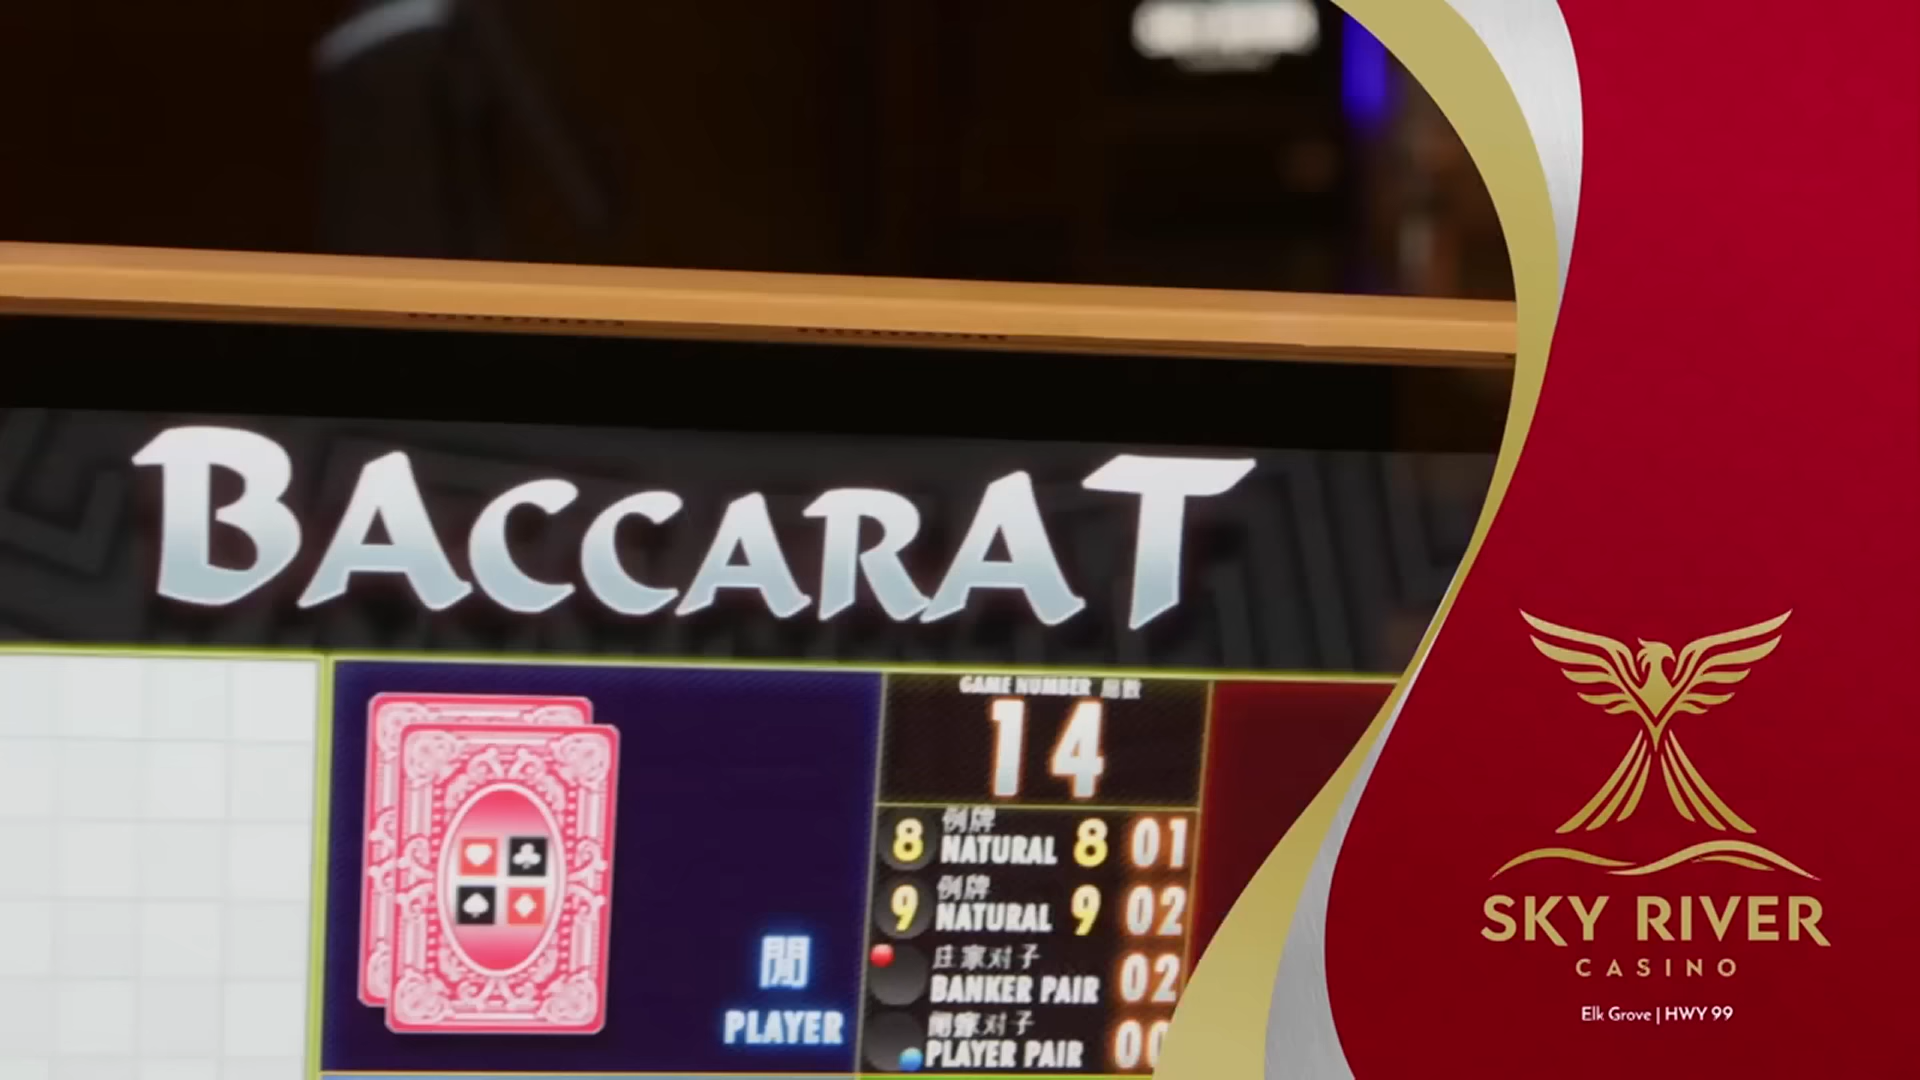 BACCARAT
GAME NUMBER 局數
14
例牌
8 NATURAL 8 01
例牌
9 NATURAL 9 02
庄家对子
BANKER PAIR 02
闲家对子
PLAYER PAIR 00
閒
PLAYER
SKY RIVER
CASINO
Elk Grove | HWY 99